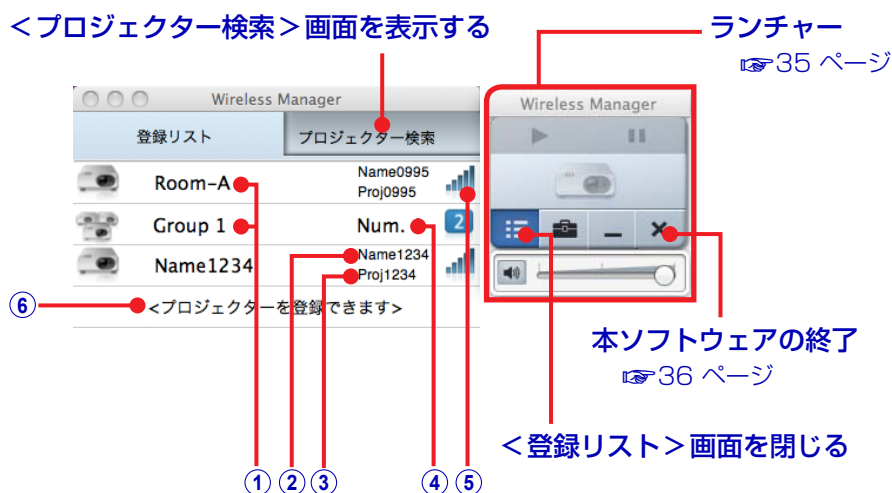 ＜プロジェクター検索＞画面を表示する
ランチャー
☞35 ページ
Wireless Manager
登録リスト
プロジェクター検索
Room-A
Name0995
Proj0995
Group 1
Num.
2
Name1234
Name1234
Proj1234
⑥
<プロジェクターを登録できます>
Wireless Manager
本ソフトウェアの終了
☞36 ページ
＜登録リスト＞画面を閉じる
① ② ③ ④ ⑤